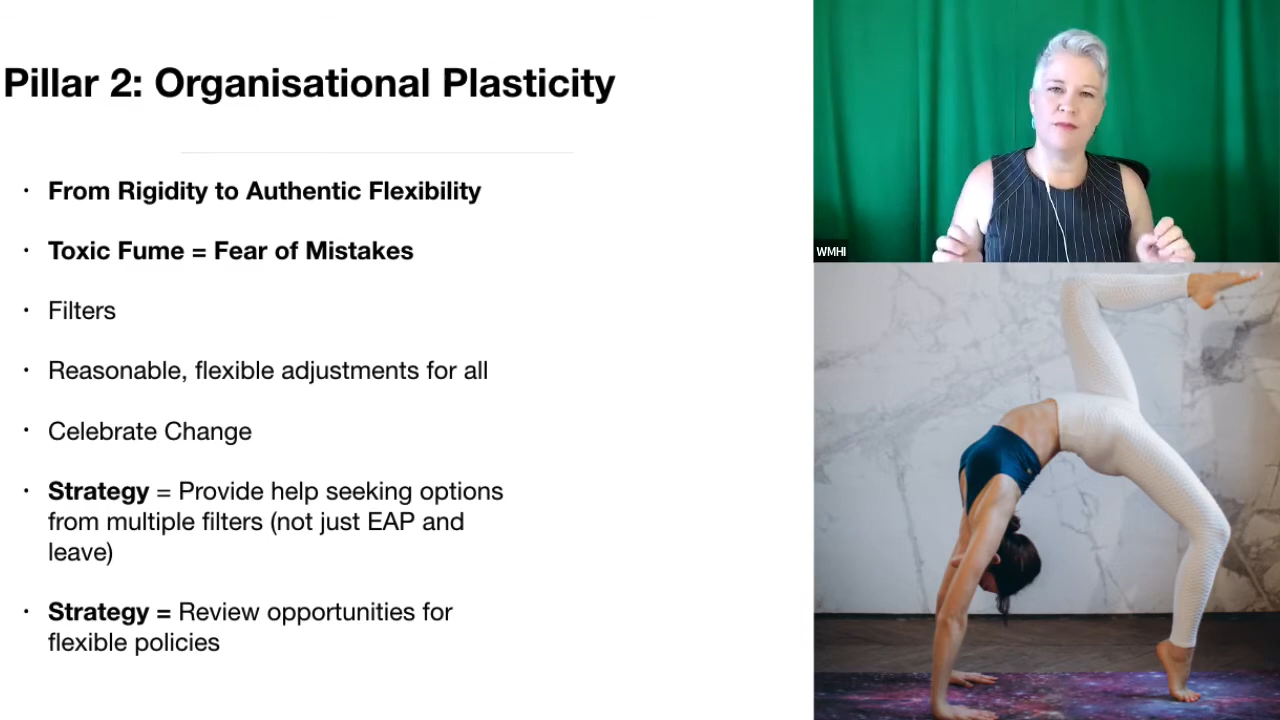 Pillar 2: Organisational Plasticity
• From Rigidity to Authentic Flexibility
• Toxic Fume = Fear of Mistakes
• Filters
• Reasonable, flexible adjustments for all
• Celebrate Change
• Strategy = Provide help seeking options
from multiple filters (not just EAP and
leave)
• Strategy = Review opportunities for
flexible policies
WMHI